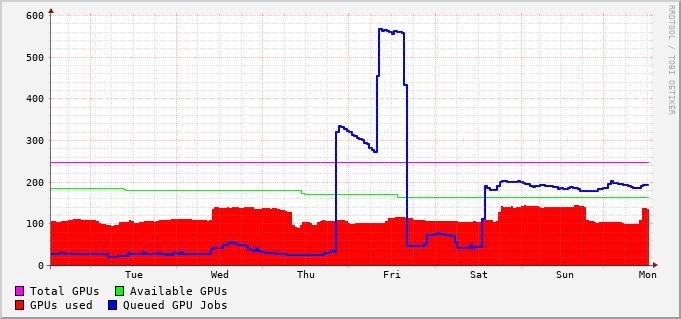 600
500
400
300
200
100
0
Tue Wed Thu Fri Sat Sun Mon
Total GPUs Available GPUs
GPUs used Queued GPU Jobs
RRDTOOL / TOBI OETIKER